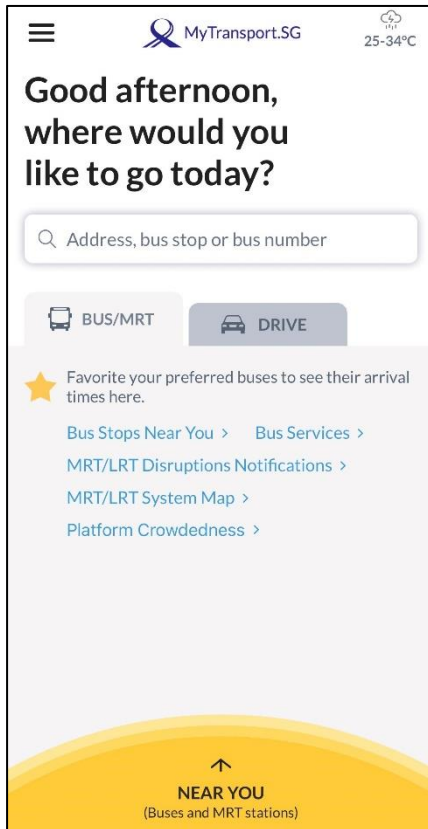 MyTransport.SG
25-34°C
Good afternoon,
where would you
like to go today?
Address, bus stop or bus number
BUS/MRT
DRIVE
Favorite your preferred buses to see their arrival
times here.
Bus Stops Near You > Bus Services >
MRT/LRT Disruptions Notifications >
MRT/LRT System Map >
Platform Crowdedness >
NEAR YOU
(Buses and MRT stations)